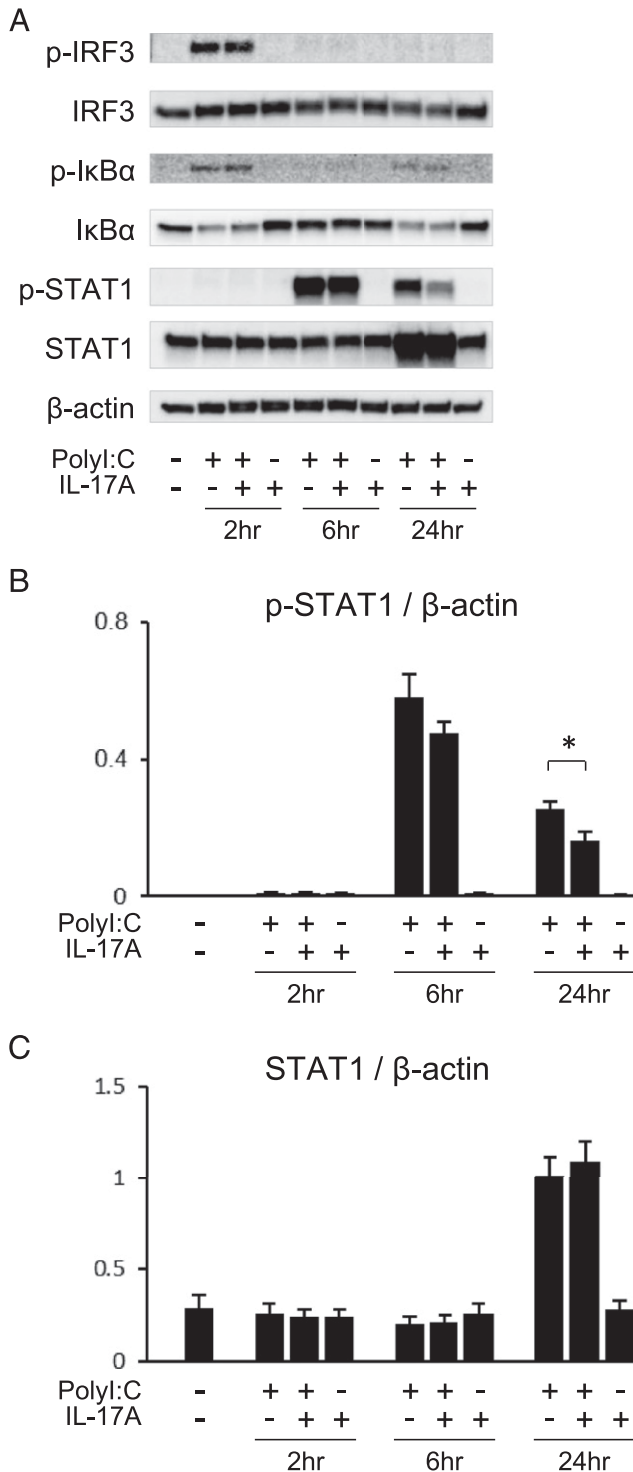 A
p-IRF3
IRF3
p-IκBα
IκBα
p-STAT1
STAT1
β-actin
PolyI:C - + + - + + - + + -
IL-17A - - + + - + + - + +
2hr 6hr 24hr
B
p-STAT1 / β-actin
0.8
0.4
*
0
PolyI:C - + + - + + - + + -
IL-17A - - + + - + + - + +
2hr 6hr 24hr
C
STAT1 / β-actin
1.5
1
0.5
0
PolyI:C - + + - + + - + + -
IL-17A - - + + - + + - + +
2hr 6hr 24hr